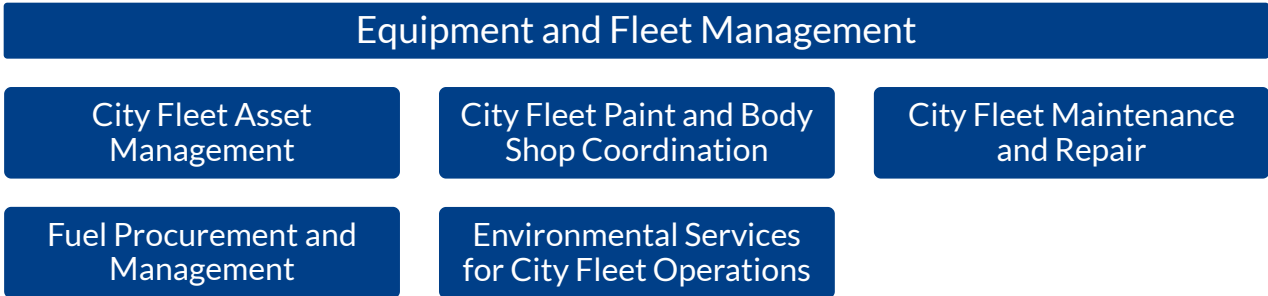 Equipment and Fleet Management
City Fleet Asset
Management
City Fleet Paint and Body
Shop Coordination
City Fleet Maintenance
and Repair
Fuel Procurement and
Management
Environmental Services
for City Fleet Operations